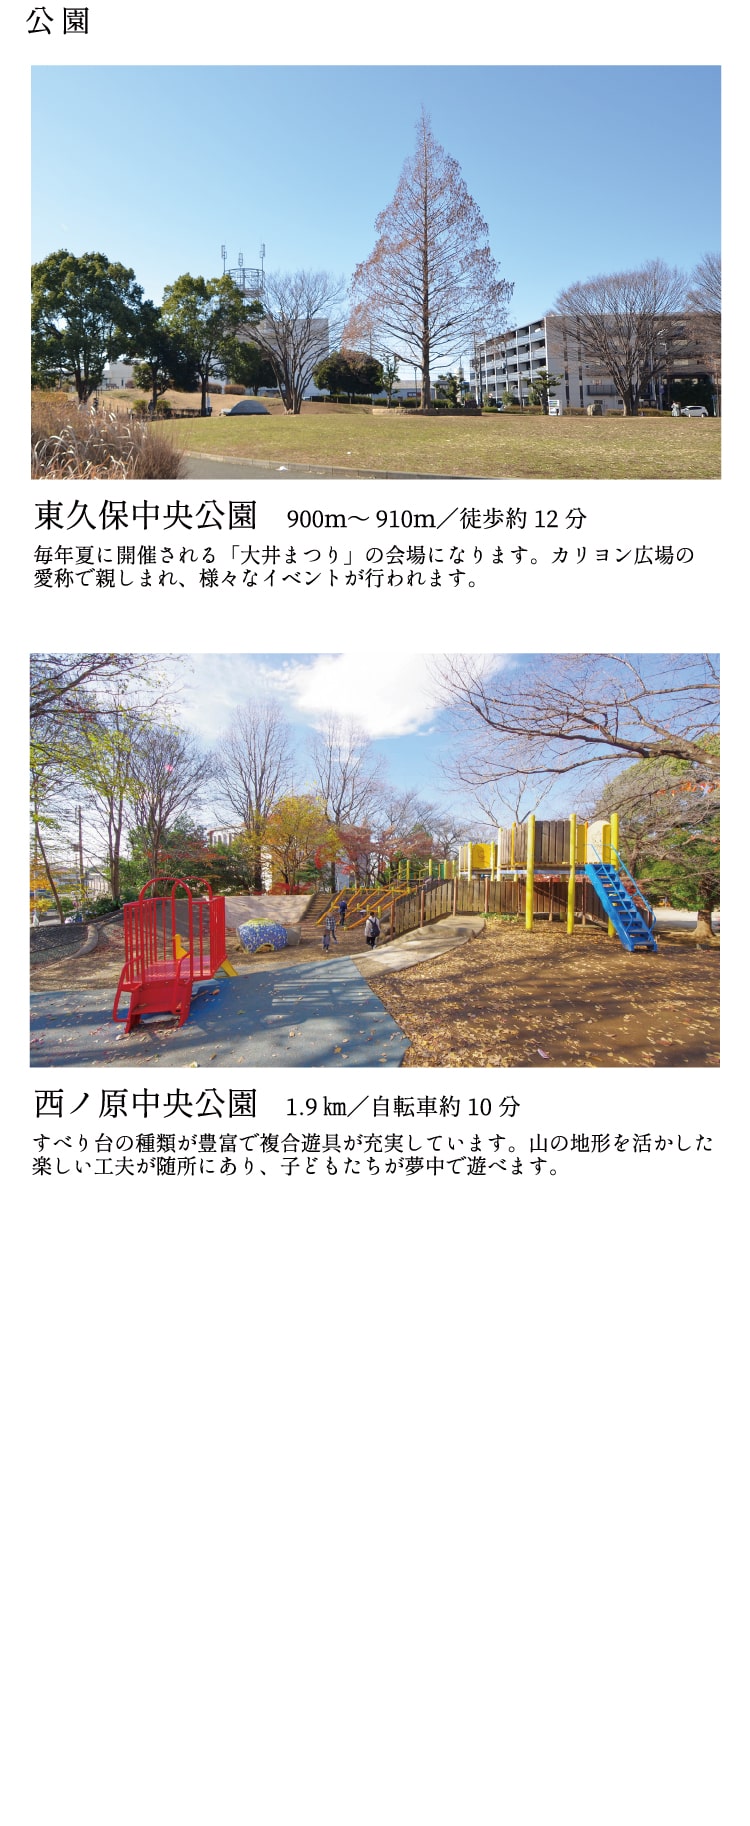 公園
東久保中央公園 900m〜910m／徒歩約12分
毎年夏に開催される「大井まつり」の会場になります。カリヨン広場の
愛称で親しまれ、様々なイベントが行われます。
西ノ原中央公園 1.9㎞／自転車約10分
すべり台の種類が豊富で複合遊具が充実しています。山の地形を活かした
楽しい工夫が随所にあり、子どもたちが夢中で遊べます。